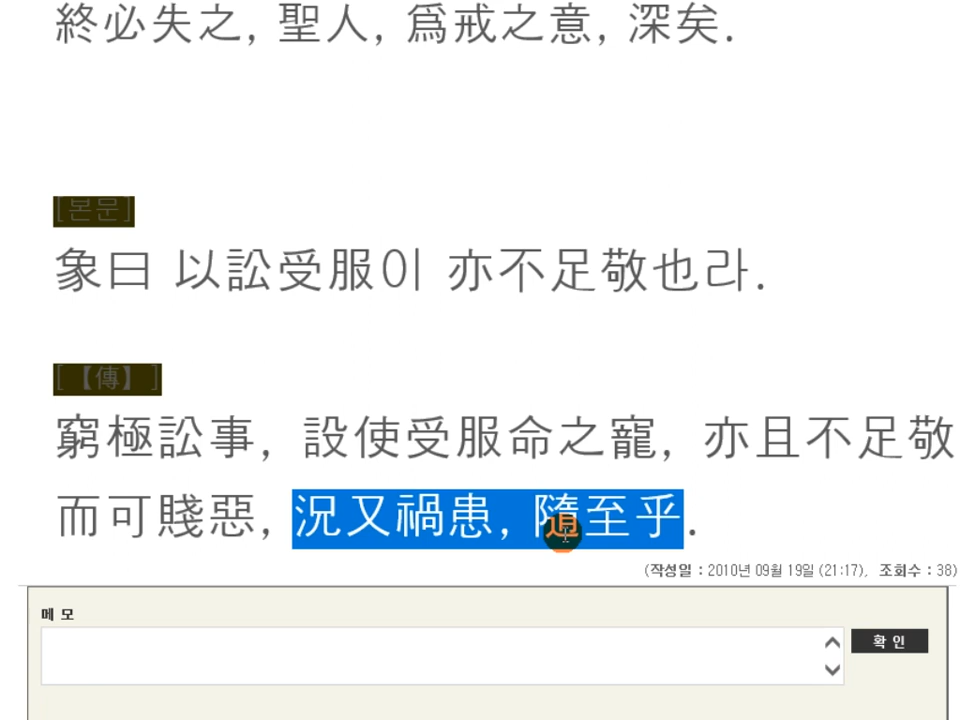 終必失之, 聖人, 爲戒之意, 深矣.
[본문]
象曰 以訟受服이 亦不足敬也라.
[【傳】]
窮極訟事, 設使受服命之寵, 亦且不足敬
而可賤惡, 況又禍患, 隨至乎.
(작성일 : 2010년 09월 19일 (21:17), 조회수 : 38)
메 모
확 인